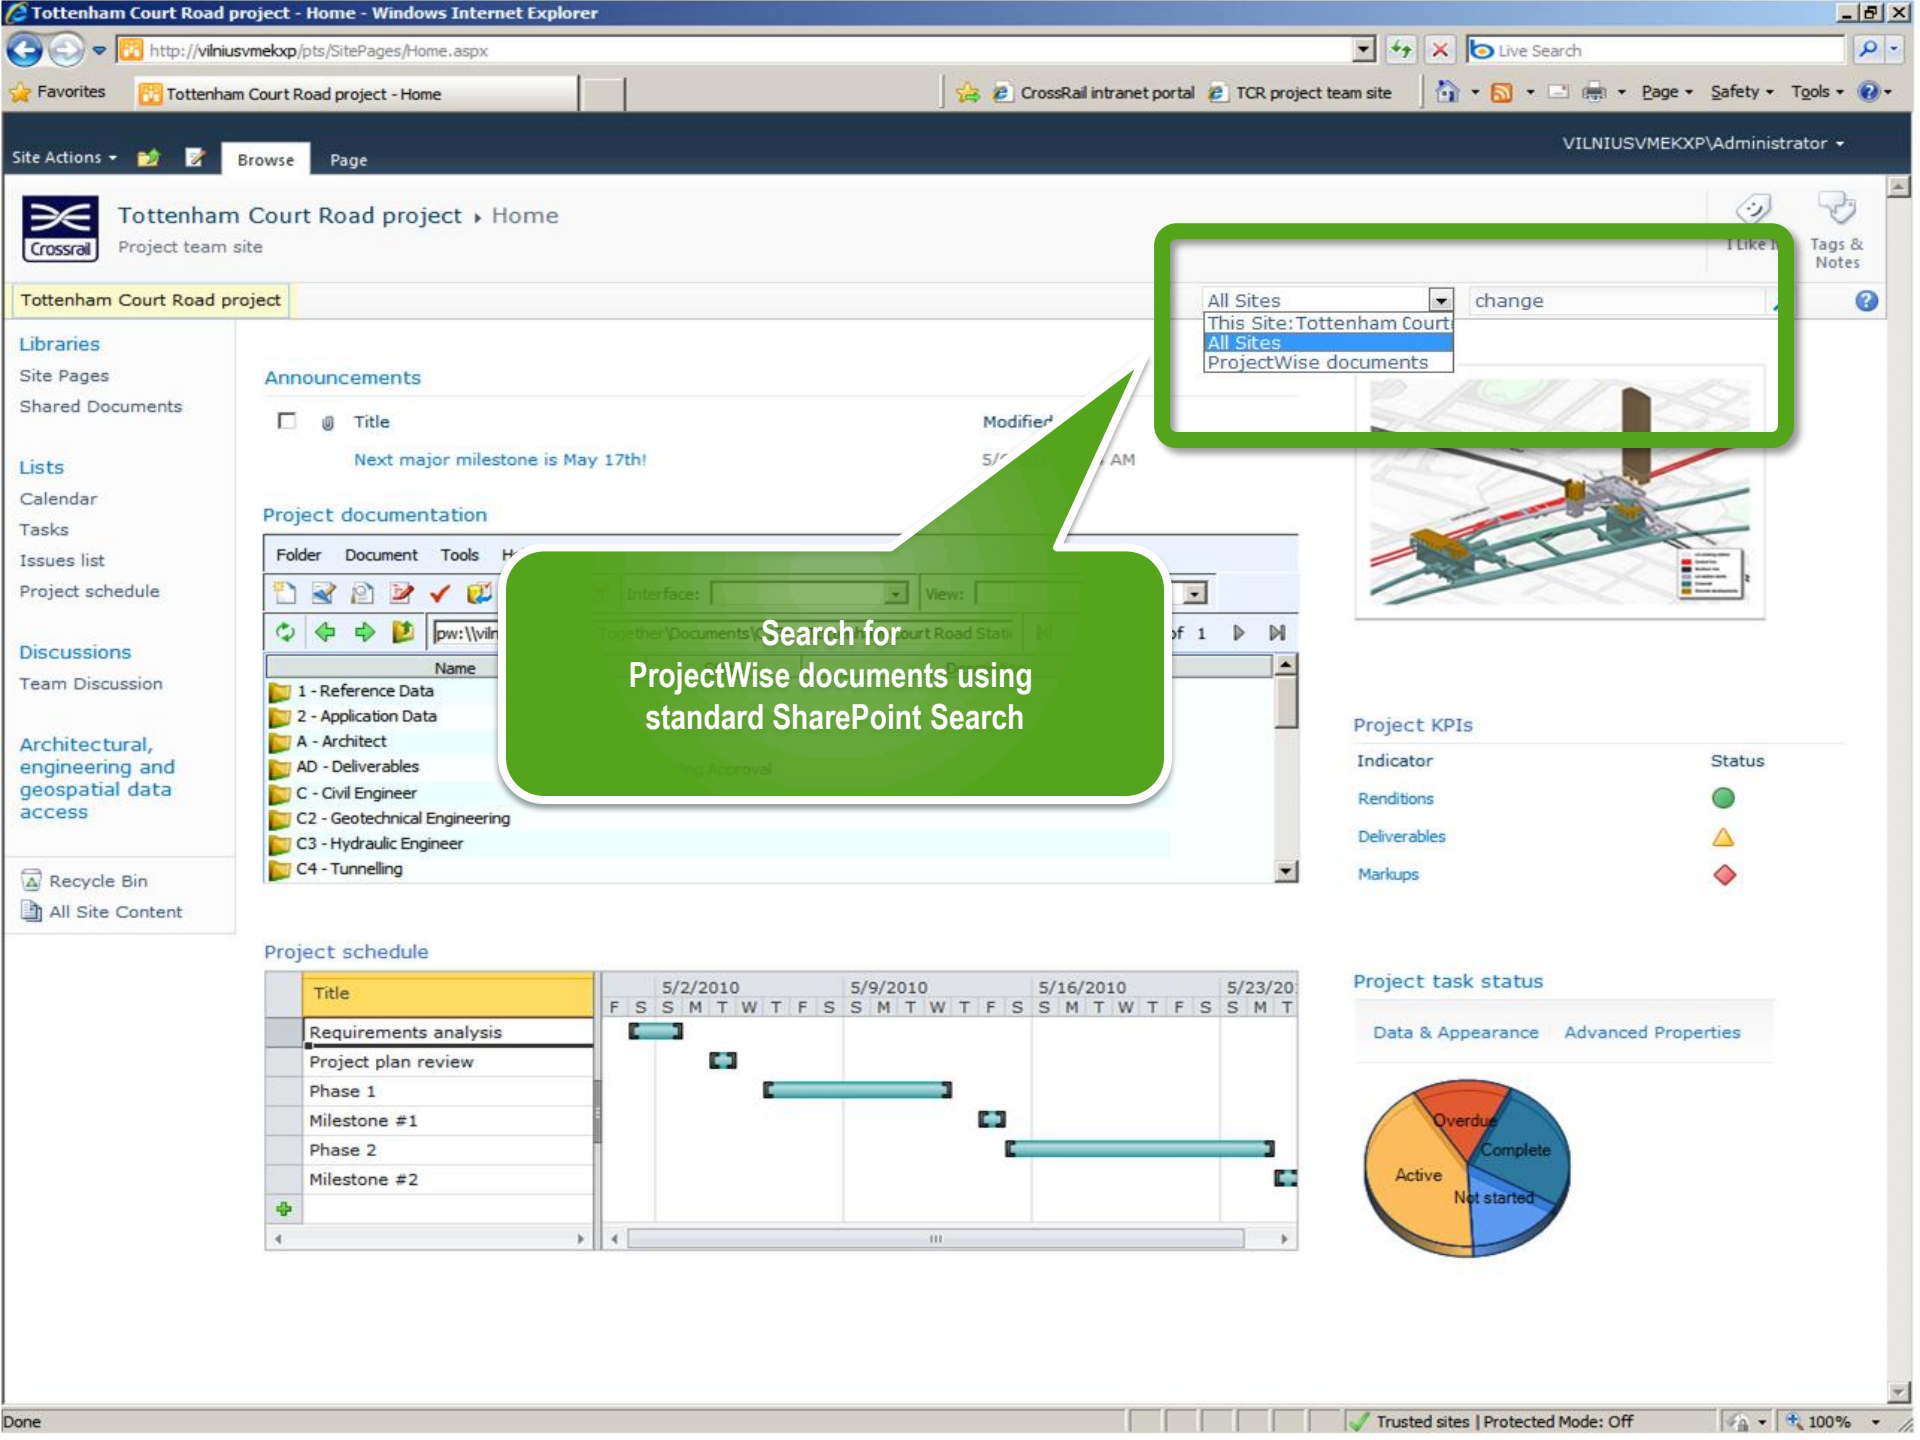 Tottenham Court Road project - Home - Windows Internet Explorer
http://vilniusvmekxp/pts/SitePages/Home.aspx
Live Search
Favorites
Tottenham Court Road project - Home
CrossRail intranet portal
TCR project team site
Page
Safety
Tools
Site Actions
Browse
Page
VILNIUSVMEKXP\Administrator
Crossrail
Tottenham Court Road project
Home
Project team site
I Like It
Tags & Notes
Tottenham Court Road project
All Sites
change
This Site: Tottenham Court
All Sites
ProjectWise documents
Libraries
Site Pages
Shared Documents
Lists
Calendar
Tasks
Issues list
Project schedule
Discussions
Team Discussion
Architectural,
engineering and
geospatial data
access
Recycle Bin
All Site Content
Announcements
Title
Modified
Next major milestone is May 17th!
AM
Project documentation
Folder
Document
Tools
Interface:
View:
of 1
Name
1 - Reference Data
2 - Application Data
A - Architect
AD - Deliverables
C - Civil Engineer
C2 - Geotechnical Engineering
C3 - Hydraulic Engineer
C4 - Tunnelling
Search for
ProjectWise documents using
standard SharePoint Search
Project KPIs
Indicator
Status
Renditions
Deliverables
Markups
Project schedule
Title
5/2/2010
5/9/2010
5/16/2010
5/23/20
F S S M T W T F S S M T W T F S S M T W T F S S M T
Requirements analysis
Project plan review
Phase 1
Milestone #1
Phase 2
Milestone #2
Project task status
Data & Appearance
Advanced Properties
Overdue
Complete
Active
Not started
Done
Trusted sites | Protected Mode: Off
100%